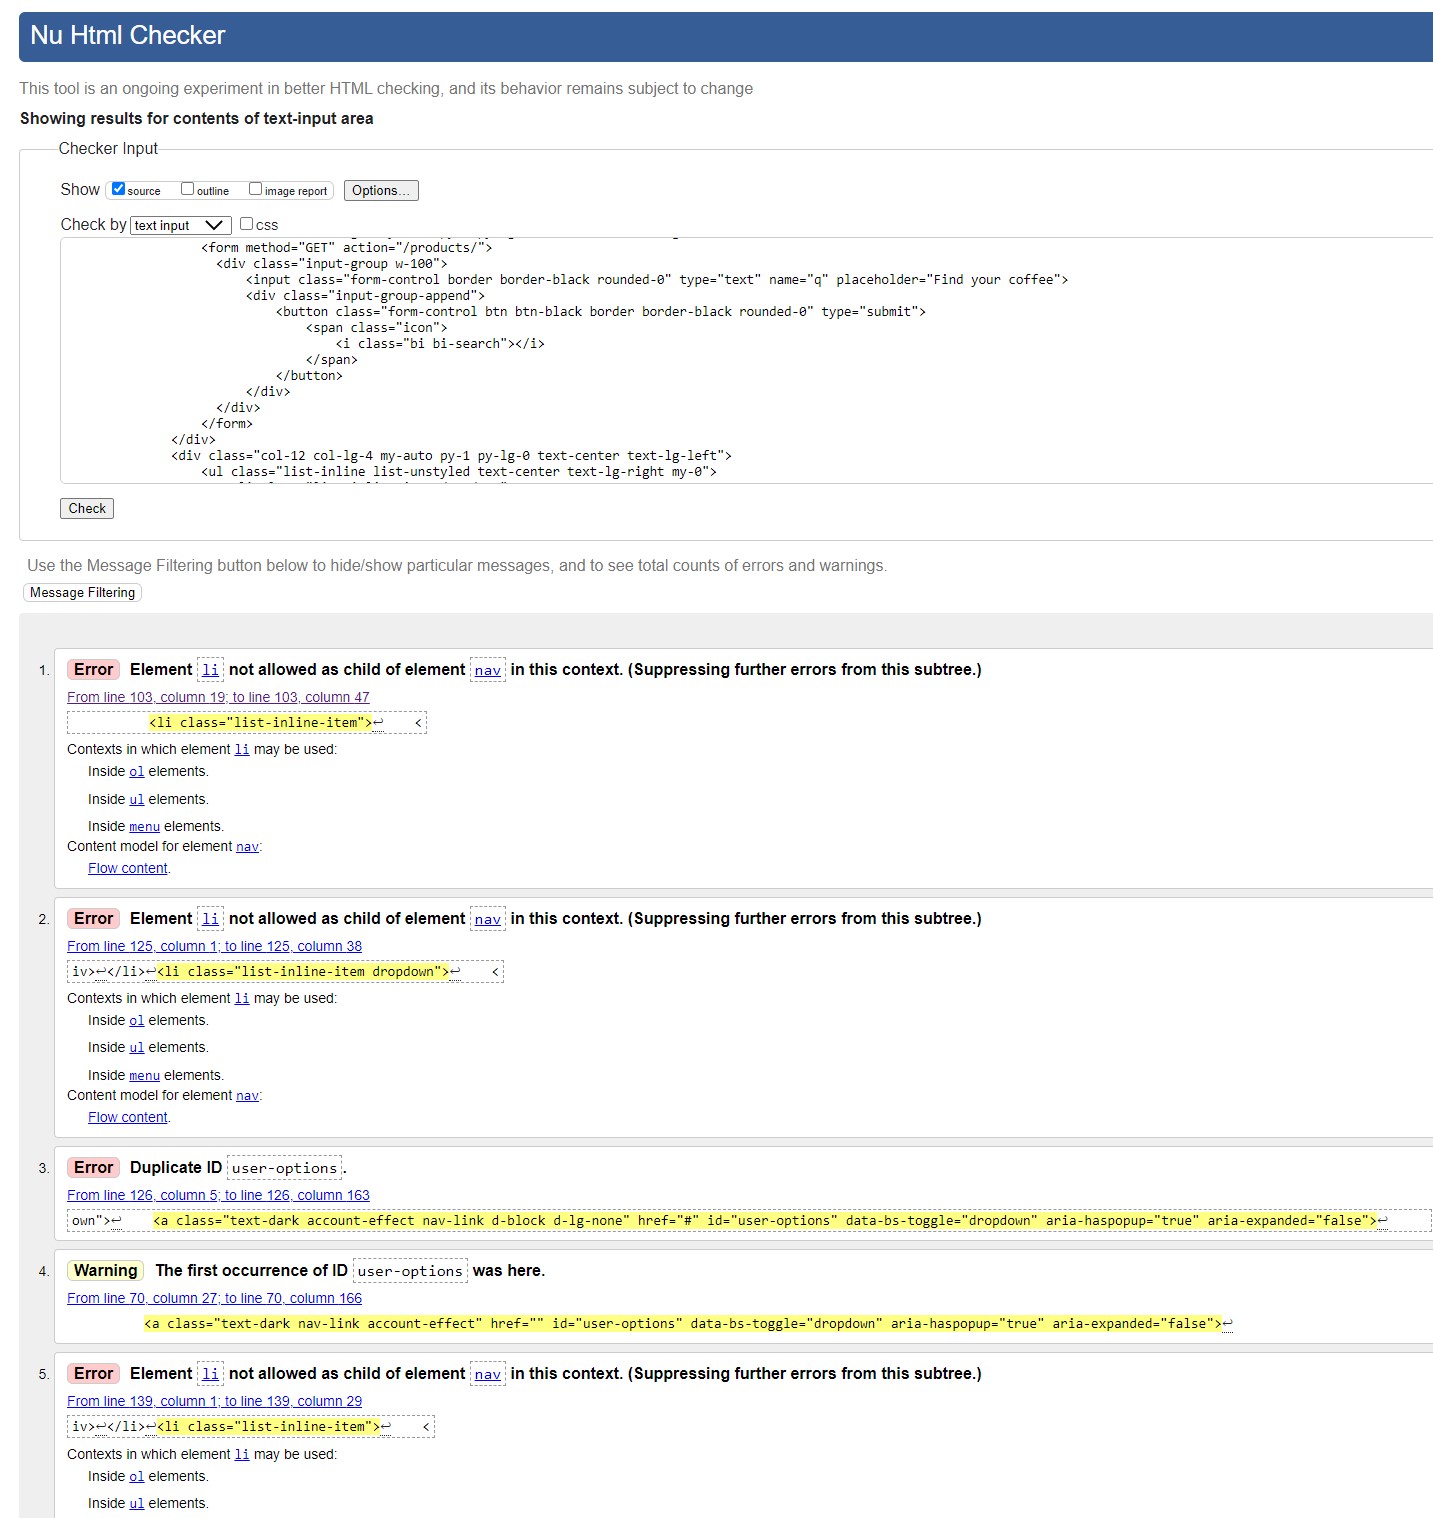 Nu Html Checker
This tool is an ongoing experiment in better HTML checking, and its behavior remains subject to change
Showing results for contents of text-input area
Checker Input
Show source outline image report Options...
Check by text input css
<form method="GET" action="/products/">
<div class="input-group w-100">
<input class="form-control border border-black rounded-0" type="text" name="q" placeholder="Find your coffee">
<div class="input-group-append">
<button class="form-control btn btn-black border border-black rounded-0" type="submit">
<span class="icon">
<i class="bi bi-search"></i>
</span>
</button>
</div>
</div>
</form>
</div>
<div class="col-12 col-lg-4 my-auto py-1 py-lg-0 text-center text-lg-left">
<ul class="list-inline list-unstyled text-center text-lg-right my-0">
Check
Use the Message Filtering button below to hide/show particular messages, and to see total counts of errors and warnings.
Message Filtering
1. Error Element li not allowed as child of element nav in this context. (Suppressing further errors from this subtree.)
From line 103, column 19; to line 103, column 47
<li class="list-inline-item">↩ <
Contexts in which element li may be used:
Inside ol elements.
Inside ul elements.
Inside menu elements.
Content model for element nav:
Flow content.
2. Error Element li not allowed as child of element nav in this context. (Suppressing further errors from this subtree.)
From line 125, column 1; to line 125, column 38
iv>↩</li>↩<li class="list-inline-item dropdown">↩ <
Contexts in which element li may be used:
Inside ol elements.
Inside ul elements.
Inside menu elements.
Content model for element nav:
Flow content.
3. Error Duplicate ID user-options.
From line 126, column 5; to line 126, column 163
own">↩ <a class="text-dark account-effect nav-link d-block d-lg-none" href="#" id="user-options" data-bs-toggle="dropdown" aria-haspopup="true" aria-expanded="false">↩
4. Warning The first occurrence of ID user-options was here.
From line 70, column 27; to line 70, column 166
<a class="text-dark nav-link account-effect" href="" id="user-options" data-bs-toggle="dropdown" aria-haspopup="true" aria-expanded="false">↩
5. Error Element li not allowed as child of element nav in this context. (Suppressing further errors from this subtree.)
From line 139, column 1; to line 139, column 29
iv>↩</li>↩<li class="list-inline-item">↩ <
Contexts in which element li may be used:
Inside ol elements.
Inside ul elements.